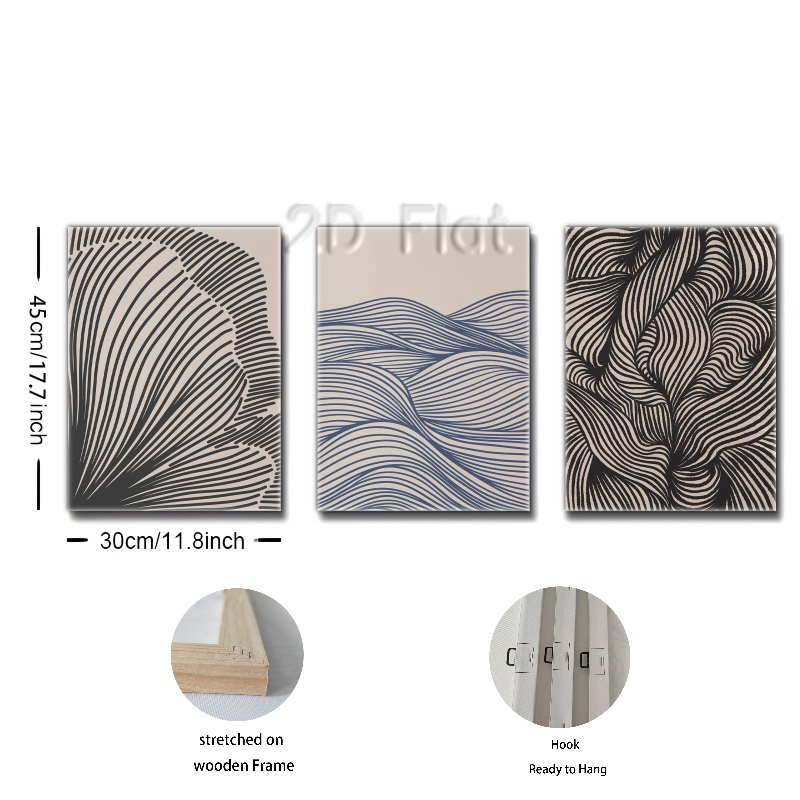 2D Flat
45cm/17.7inch
30cm/11.8inch
stretched on
wooden Frame
Hook
Ready to Hang